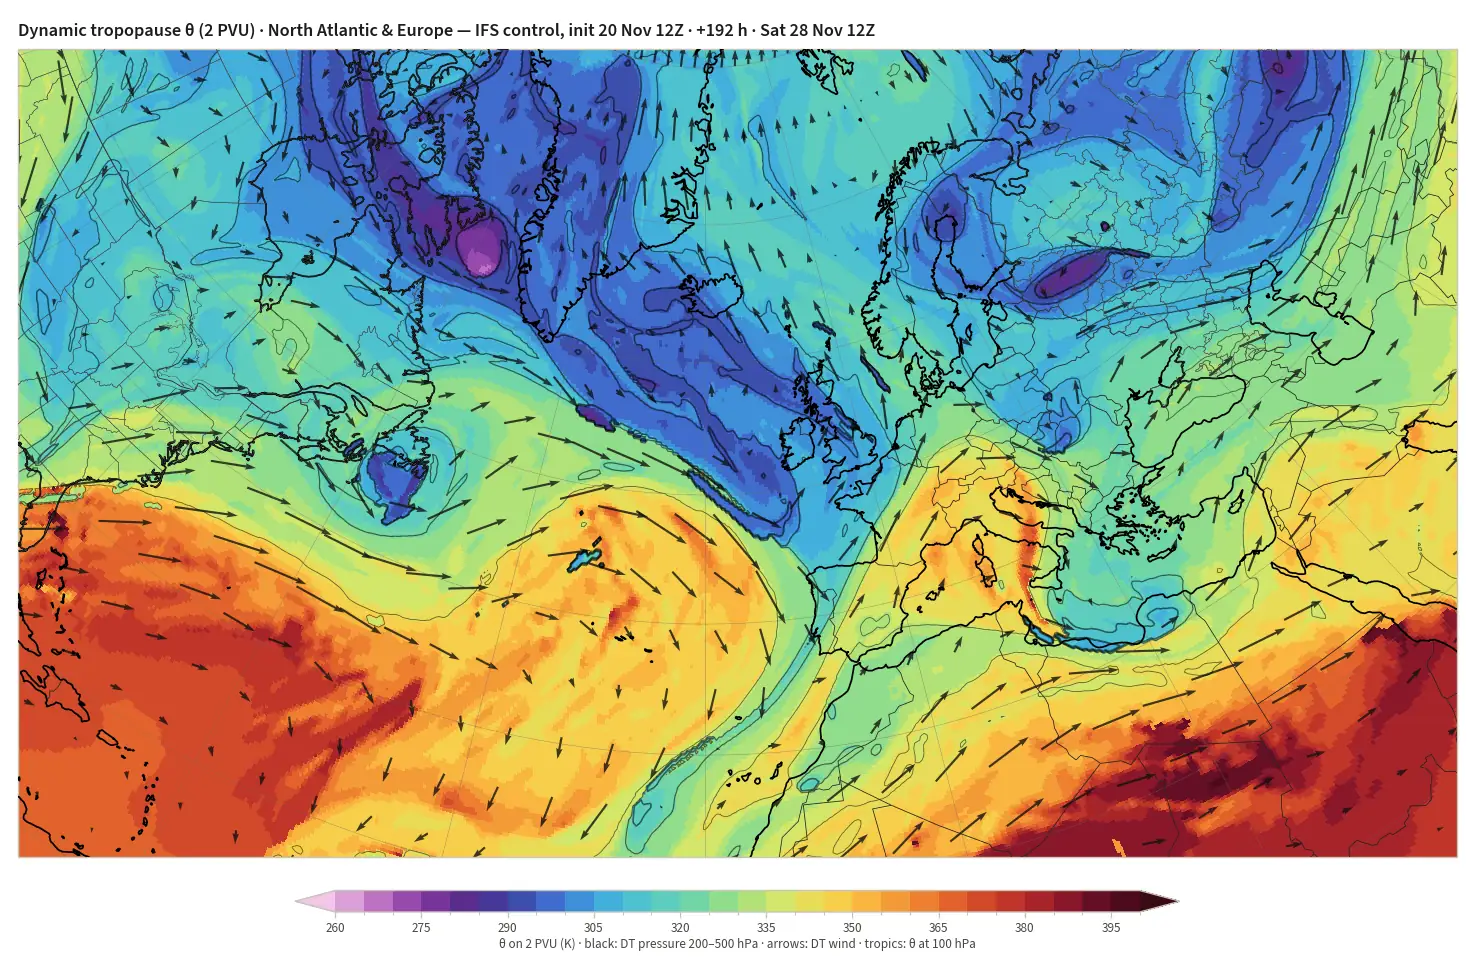 Dynamic tropopause θ (2 PVU) · North Atlantic & Europe — IFS control, init 20 Nov 12Z · +192 h · Sat 28 Nov 12Z
260 275 290 305 320 335 350 365 380 395
θ on 2 PVU (K) · black: DT pressure 200–500 hPa · arrows: DT wind · tropics: θ at 100 hPa